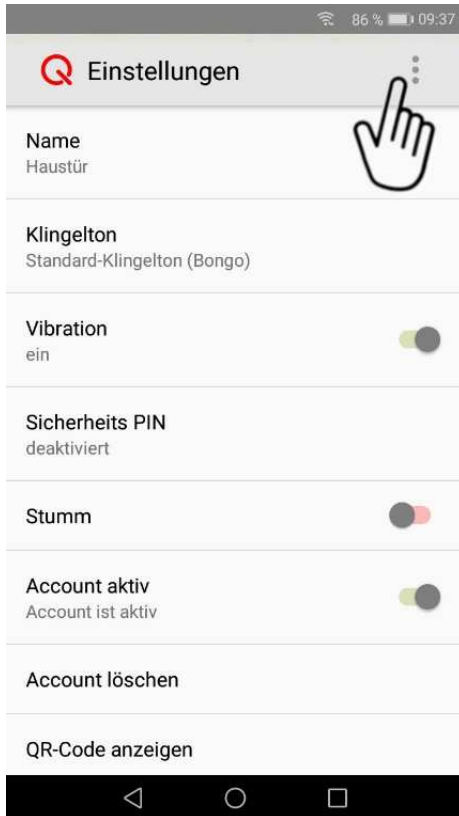 86 % 09:37
Einstellungen
Name
Haustür
Klingelton
Standard-Klingelton (Bongo)
Vibration
ein
Sicherheits PIN
deaktiviert
Stumm
Account aktiv
Account ist aktiv
Account löschen
QR-Code anzeigen